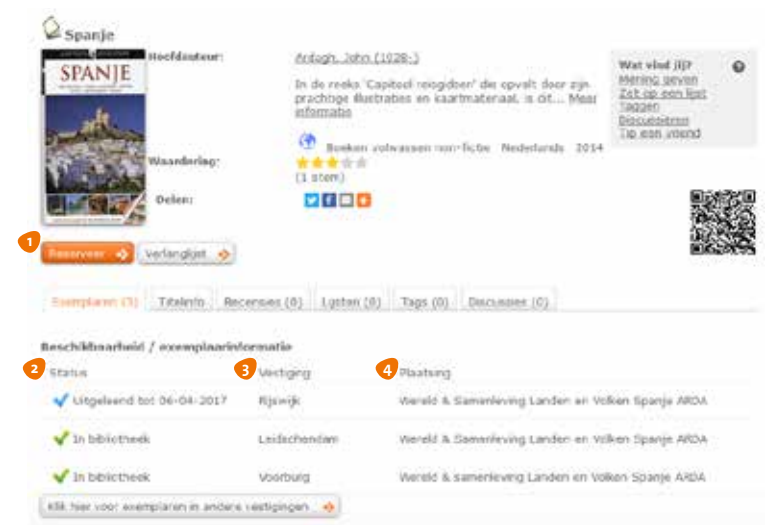 Spanje
SPANJE
Hoofdauteur: Ardagh, John (1928-)
In de reeks 'Capitool reisgidsen' die opvalt door zijn
prachtige illustraties en kaartmateriaal, is dit... Meer
informatie
Boeken volwassen non-fictie Nederlands 2014
Waardering:
(1 stem)
Delen:
Wat vind jij?
Mening geven
Zet op een lijst
Taggen
Discussiëren
Tip een vriend
1
Reserveer
Verlanglijst
Exemplaren (3) Titelinfo Recensies (0) Lijsten (0) Tags (0) Discussies (0)
Beschikbaarheid / exemplaarinformatie
2 Status 3 Vestiging 4 Plaatsing
Uitgeleend tot 06-04-2017 Rijswijk Wereld & Samenleving Landen en Volken Spanje ARDA
In bibliotheek Leidschendam Wereld & Samenleving Landen en Volken Spanje ARDA
In bibliotheek Voorburg Wereld & samenleving Landen en Volken Spanje ARDA
Klik hier voor exemplaren in andere vestigingen